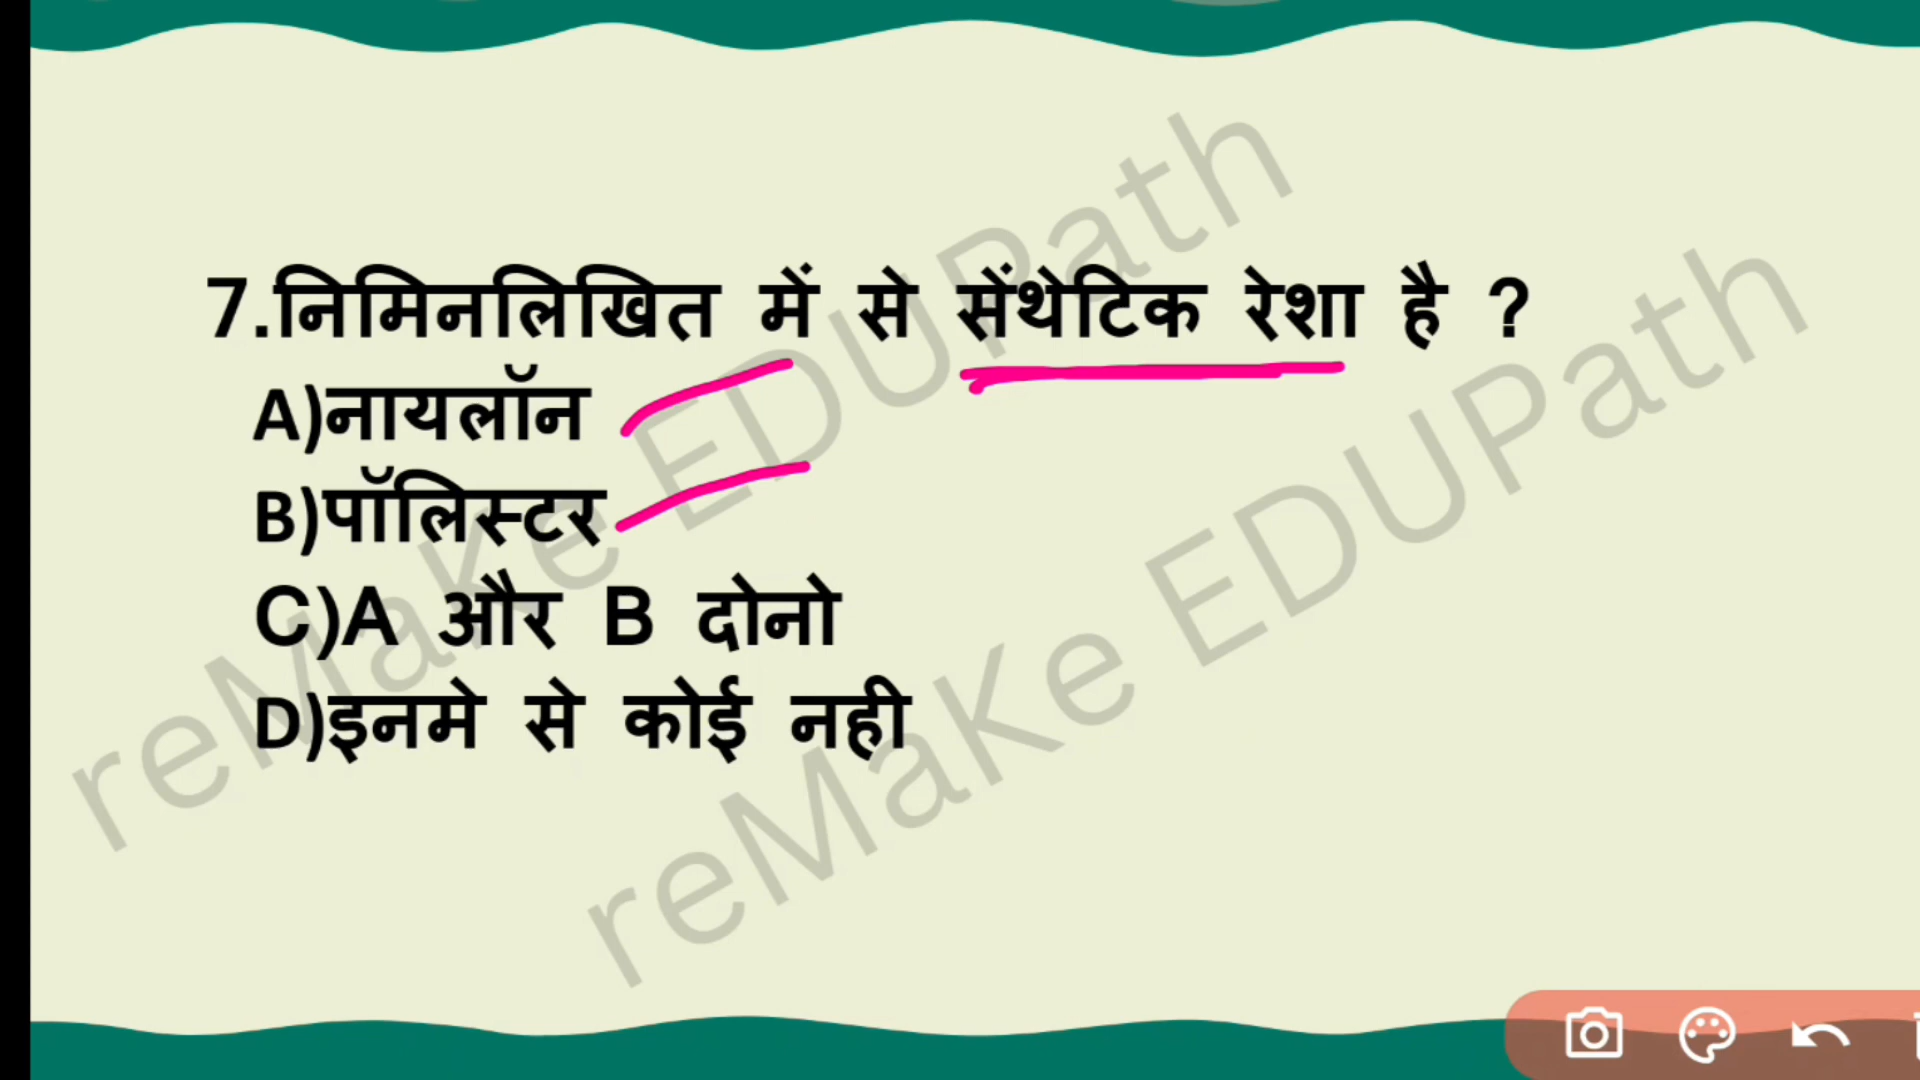 7.निमिनलिखित में से सेंथेटिक रेशा है ?
A)नायलॉन
B)पॉलिस्टर
C)A और B दोनो
D)इनमे से कोई नही
reMaKe EDUPath
reMaKe EDUPath